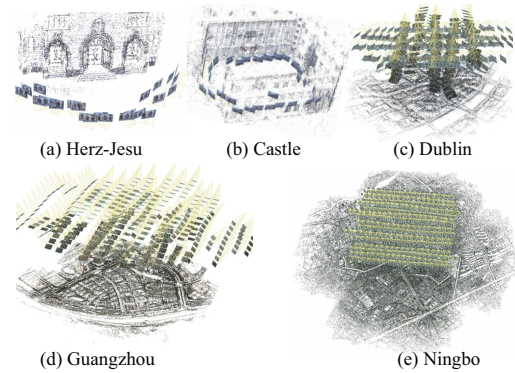 (a) Herz-Jesu
(b) Castle
(c) Dublin
(d) Guangzhou
(e) Ningbo